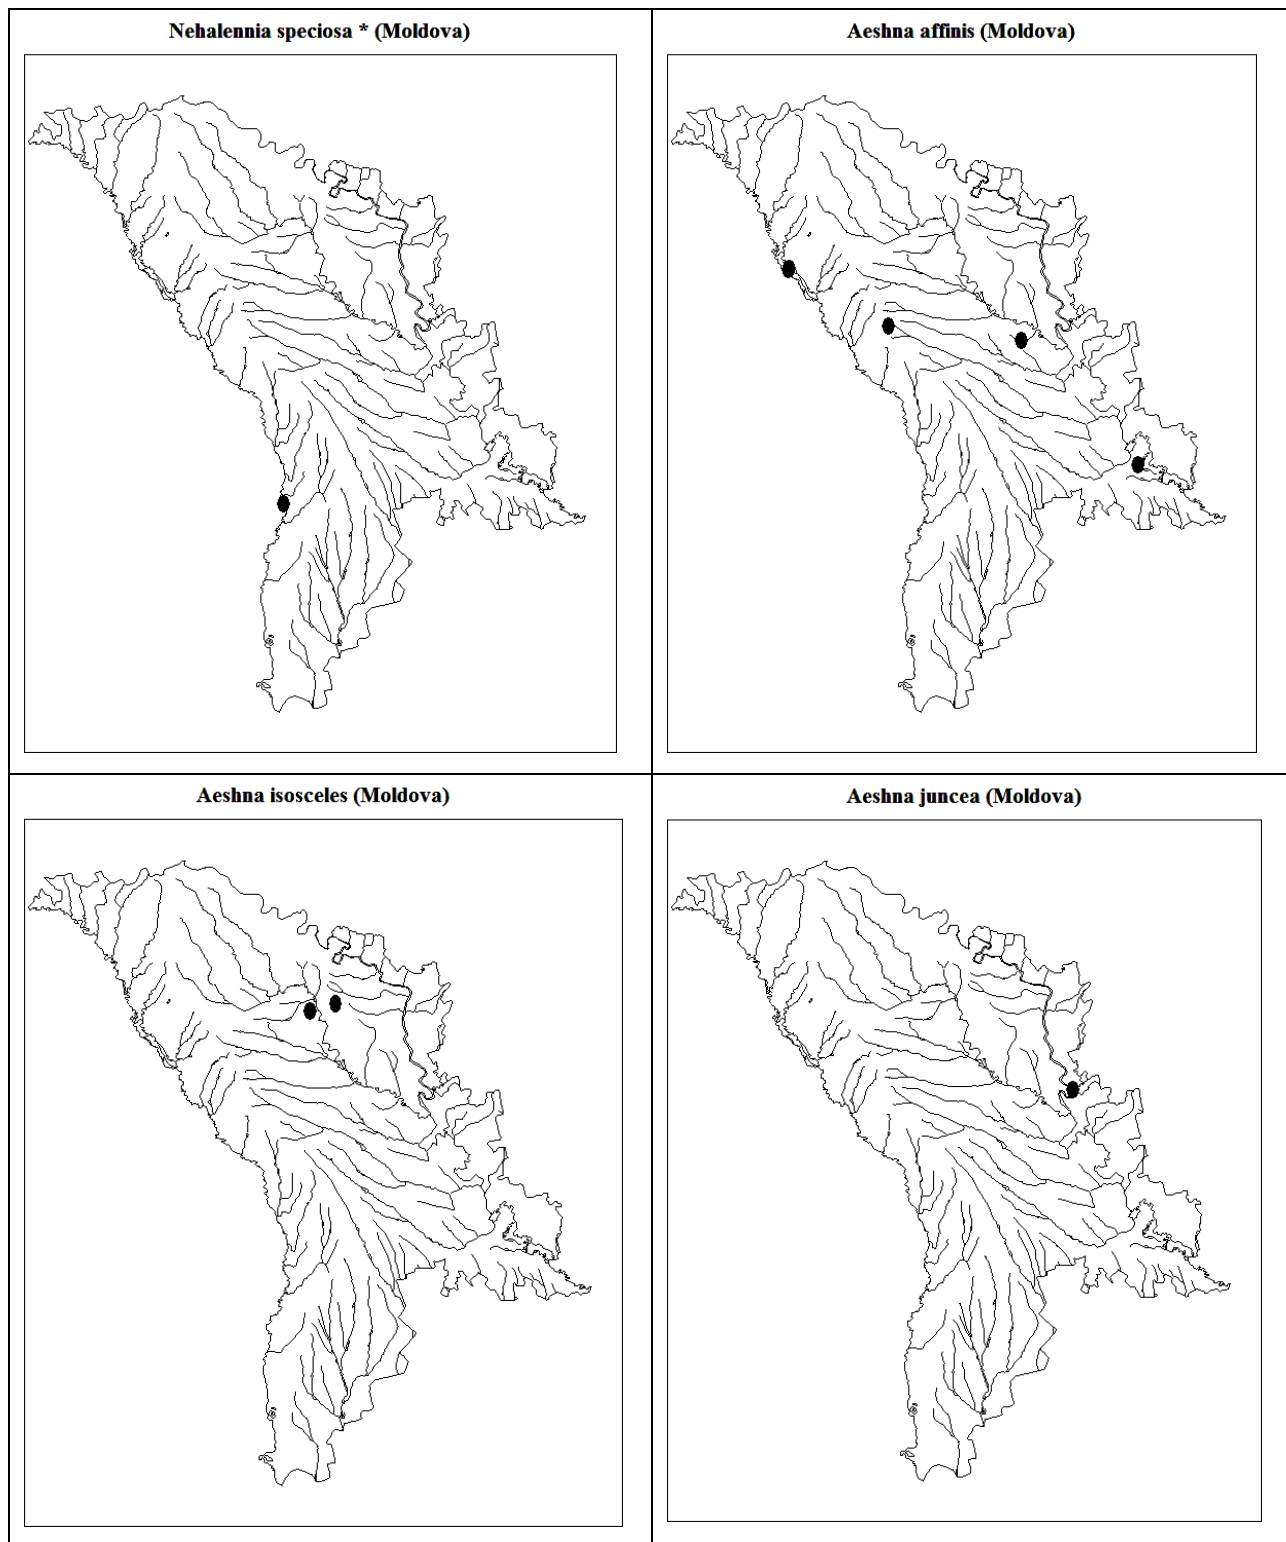 Nehalennia speciosa * (Moldova)
Aeshna affinis (Moldova)
Aeshna isosceles (Moldova)
Aeshna juncea (Moldova)